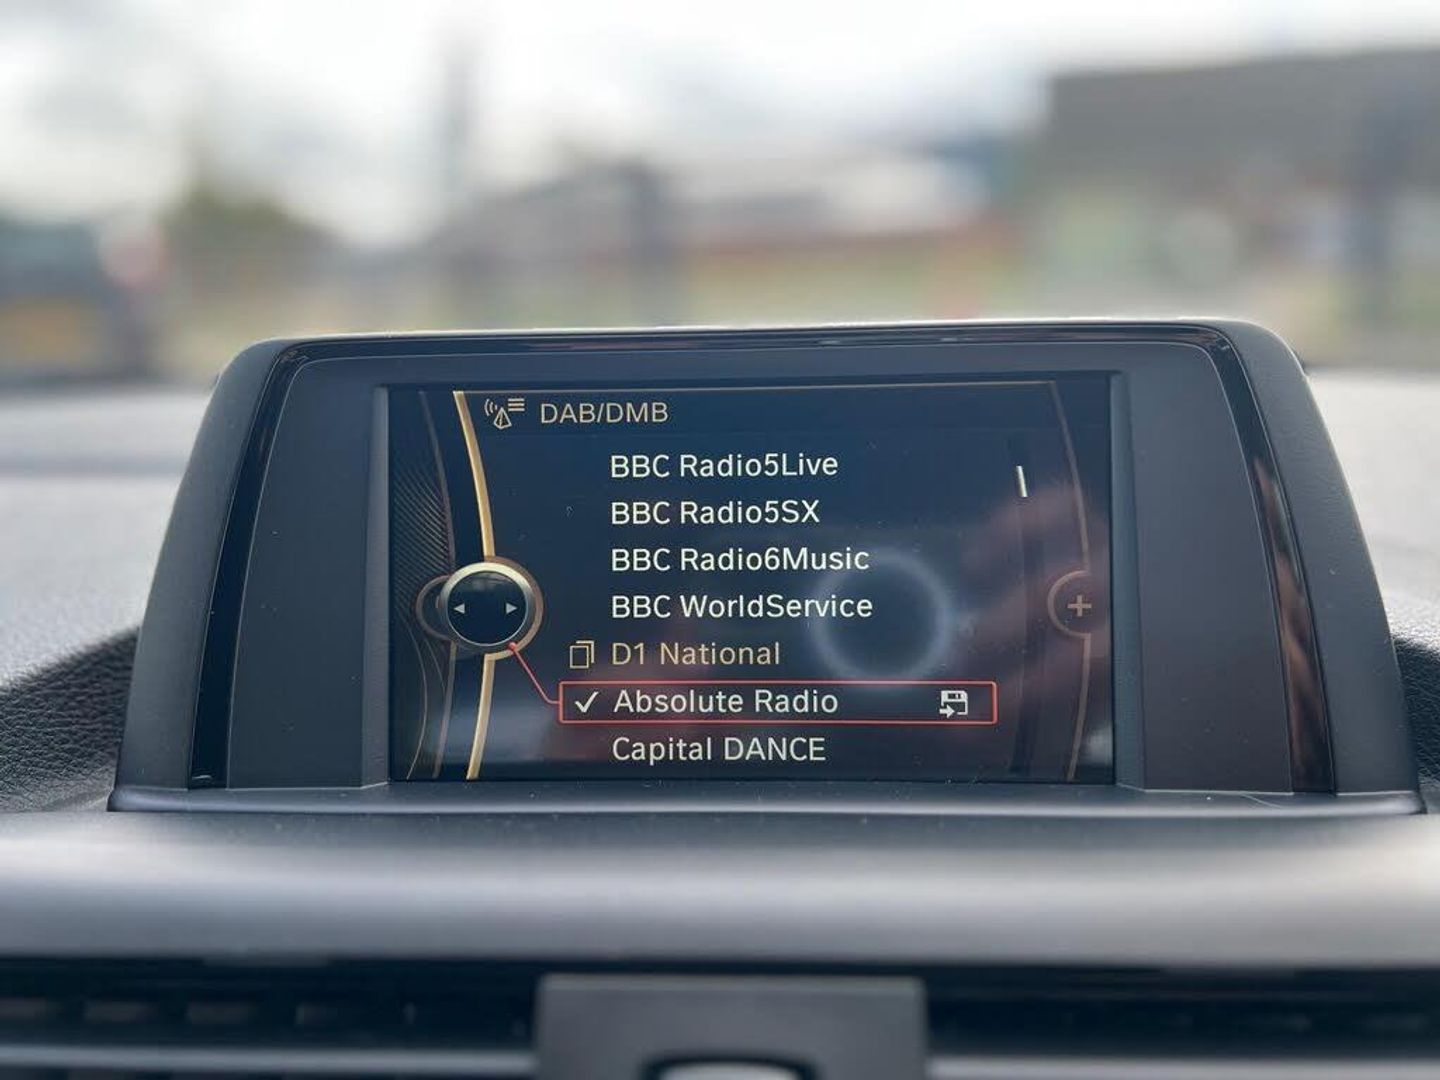 DAB/DMB
BBC Radio5Live
BBC Radio5SX
BBC Radio6Music
BBC WorldService
D1 National
Absolute Radio
Capital DANCE